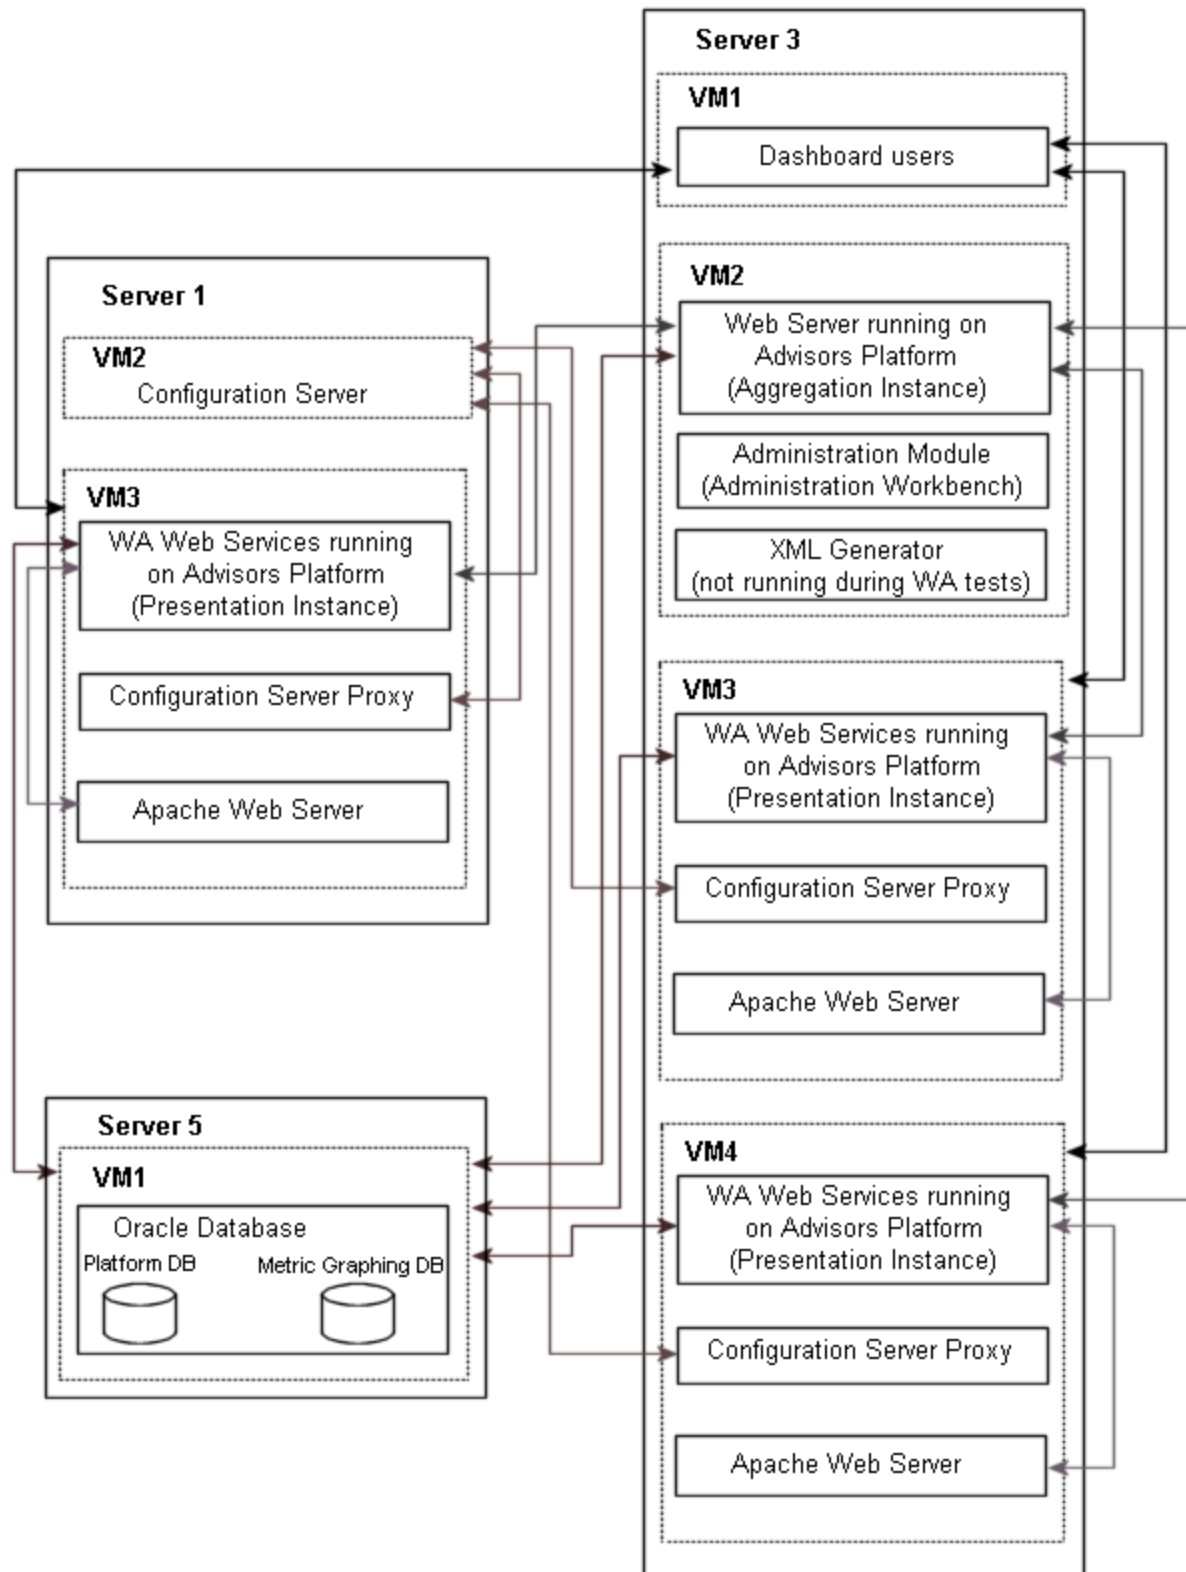 Server 3
VM1
Dashboard users
VM2
Web Server running on
Advisors Platform
(Aggregation Instance)
Administration Module
(Administration Workbench)
XML Generator
(not running during WA tests)
VM3
WA Web Services running
on Advisors Platform
(Presentation Instance)
Configuration Server Proxy
Apache Web Server
VM4
WA Web Services running
on Advisors Platform
(Presentation Instance)
Configuration Server Proxy
Apache Web Server
Server 1
VM2
Configuration Server
VM3
WA Web Services running
on Advisors Platform
(Presentation Instance)
Configuration Server Proxy
Apache Web Server
Server 5
VM1
Oracle Database
Platform DB
Metric Graphing DB